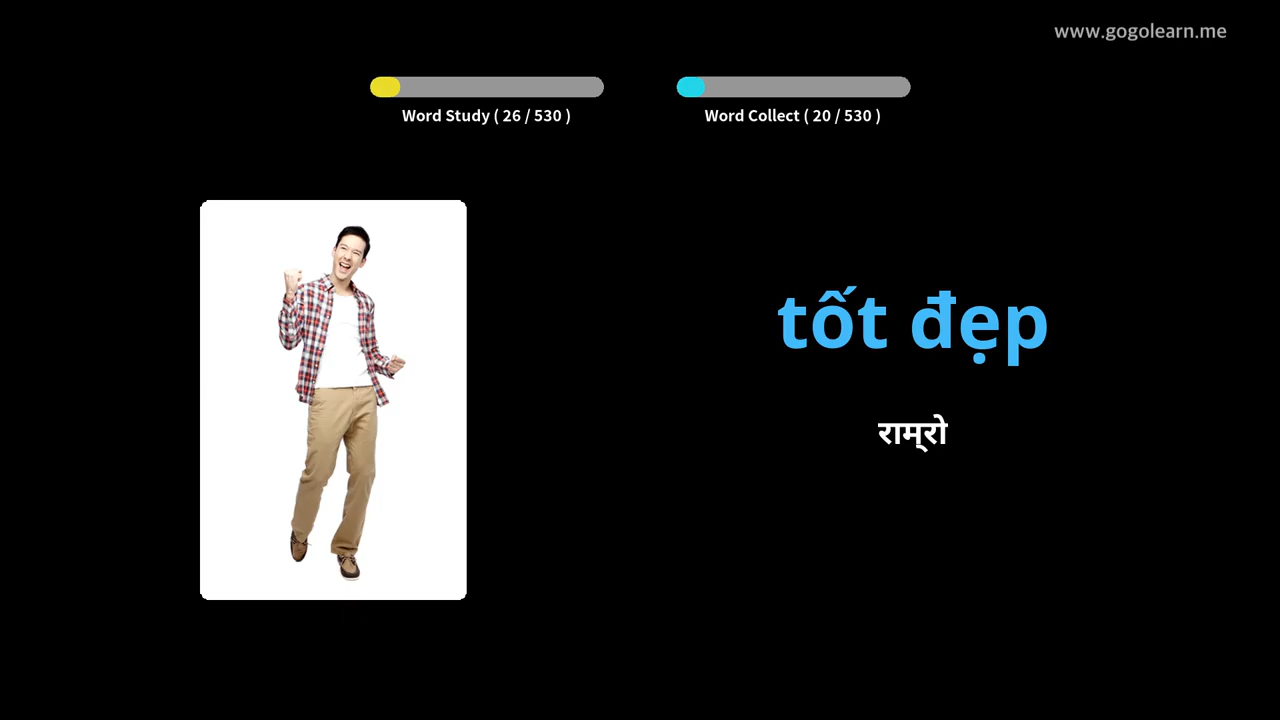 www.gogolearn.me
Word Study ( 26 / 530 )
Word Collect ( 20 / 530 )
tốt đẹp
राम्रो